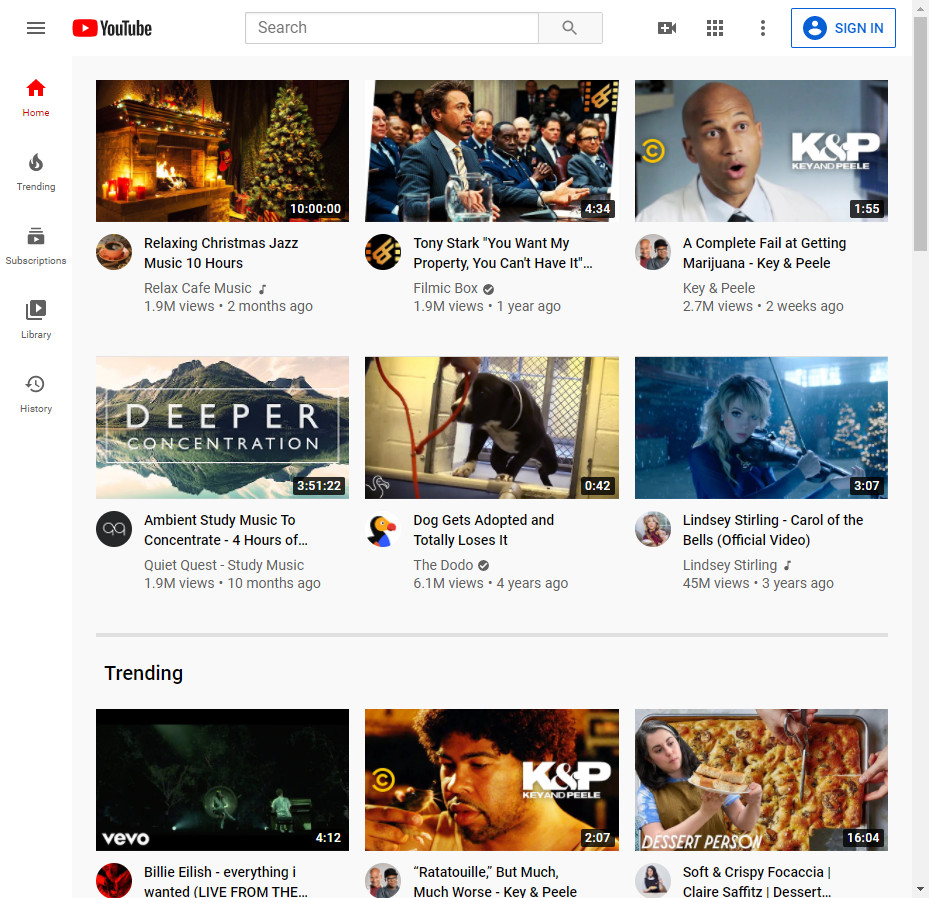 YouTube
Search
SIGN IN
Home
Trending
Subscriptions
Library
History
10:00:00
Relaxing Christmas Jazz
Music 10 Hours
Relax Cafe Music
1.9M views • 2 months ago
4:34
Tony Stark "You Want My
Property, You Can't Have It"...
Filmic Box
1.9M views • 1 year ago
K&P
KEY AND PEELE
1:55
A Complete Fail at Getting
Marijuana - Key & Peele
Key & Peele
2.7M views • 2 weeks ago
DEEPER
CONCENTRATION
3:51:22
Ambient Study Music To
Concentrate - 4 Hours of...
Quiet Quest - Study Music
1.9M views • 10 months ago
0:42
Dog Gets Adopted and
Totally Loses It
The Dodo
6.1M views • 4 years ago
3:07
Lindsey Stirling - Carol of the
Bells (Official Video)
Lindsey Stirling
45M views • 3 years ago
Trending
vevo
4:12
Billie Eilish - everything i
wanted (LIVE FROM THE...
K&P
KEY AND PEELE
2:07
“Ratatouille,” But Much,
Much Worse - Key & Peele
DESSERT PERSON
16:04
Soft & Crispy Focaccia |
Claire Saffitz | Dessert...